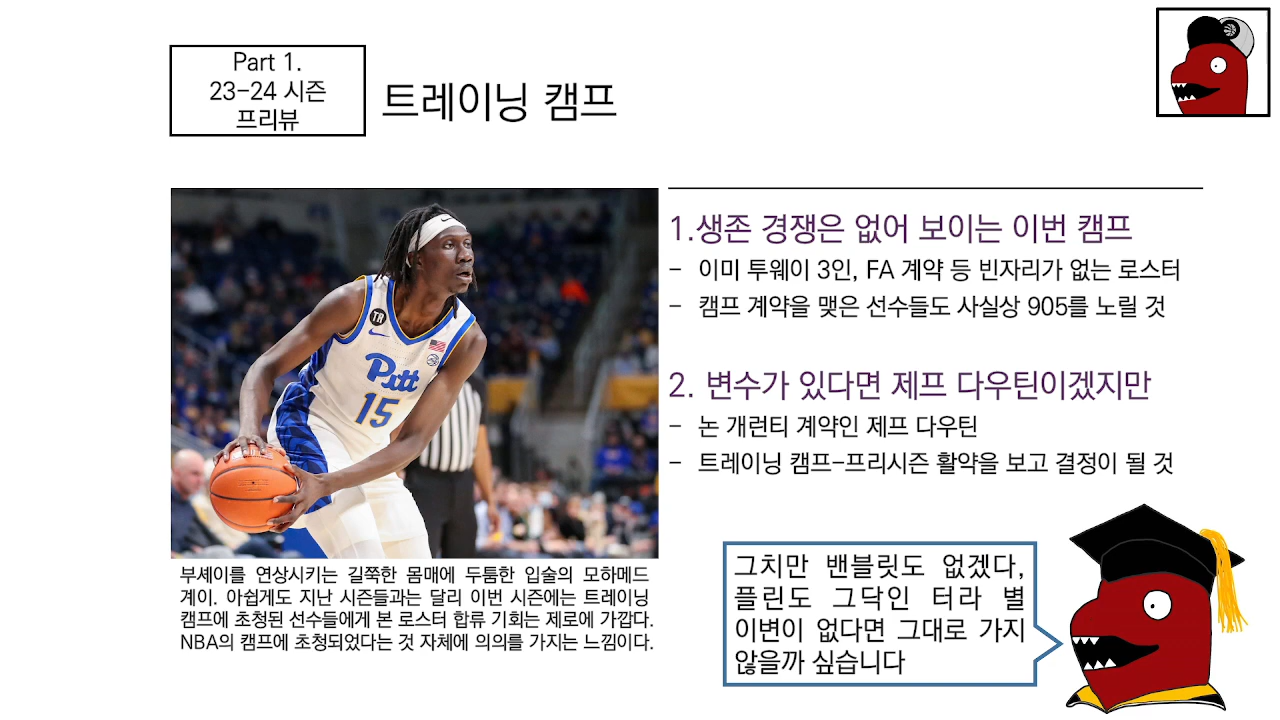 Part 1.
23-24 시즌
프리뷰
트레이닝 캠프
1.생존 경쟁은 없어 보이는 이번 캠프
- 이미 투웨이 3인, FA 계약 등 빈자리가 없는 로스터
- 캠프 계약을 맺은 선수들도 사실상 905를 노릴 것
2. 변수가 있다면 제프 다우틴이겠지만
- 논 개런티 계약인 제프 다우틴
- 트레이닝 캠프-프리시즌 활약을 보고 결정이 될 것
TR
Pitt
15
부셰이를 연상시키는 길쭉한 몸매에 두툼한 입술의 모하메드
계이. 아쉽게도 지난 시즌들과는 달리 이번 시즌에는 트레이닝
캠프에 초청된 선수들에게 본 로스터 합류 기회는 제로에 가깝다.
NBA의 캠프에 초청되었다는 것 자체에 의의를 가지는 느낌이다.
그치만 밴블릿도 없겠다,
플린도 그닥인 터라 별
이변이 없다면 그대로 가지
않을까 싶습니다